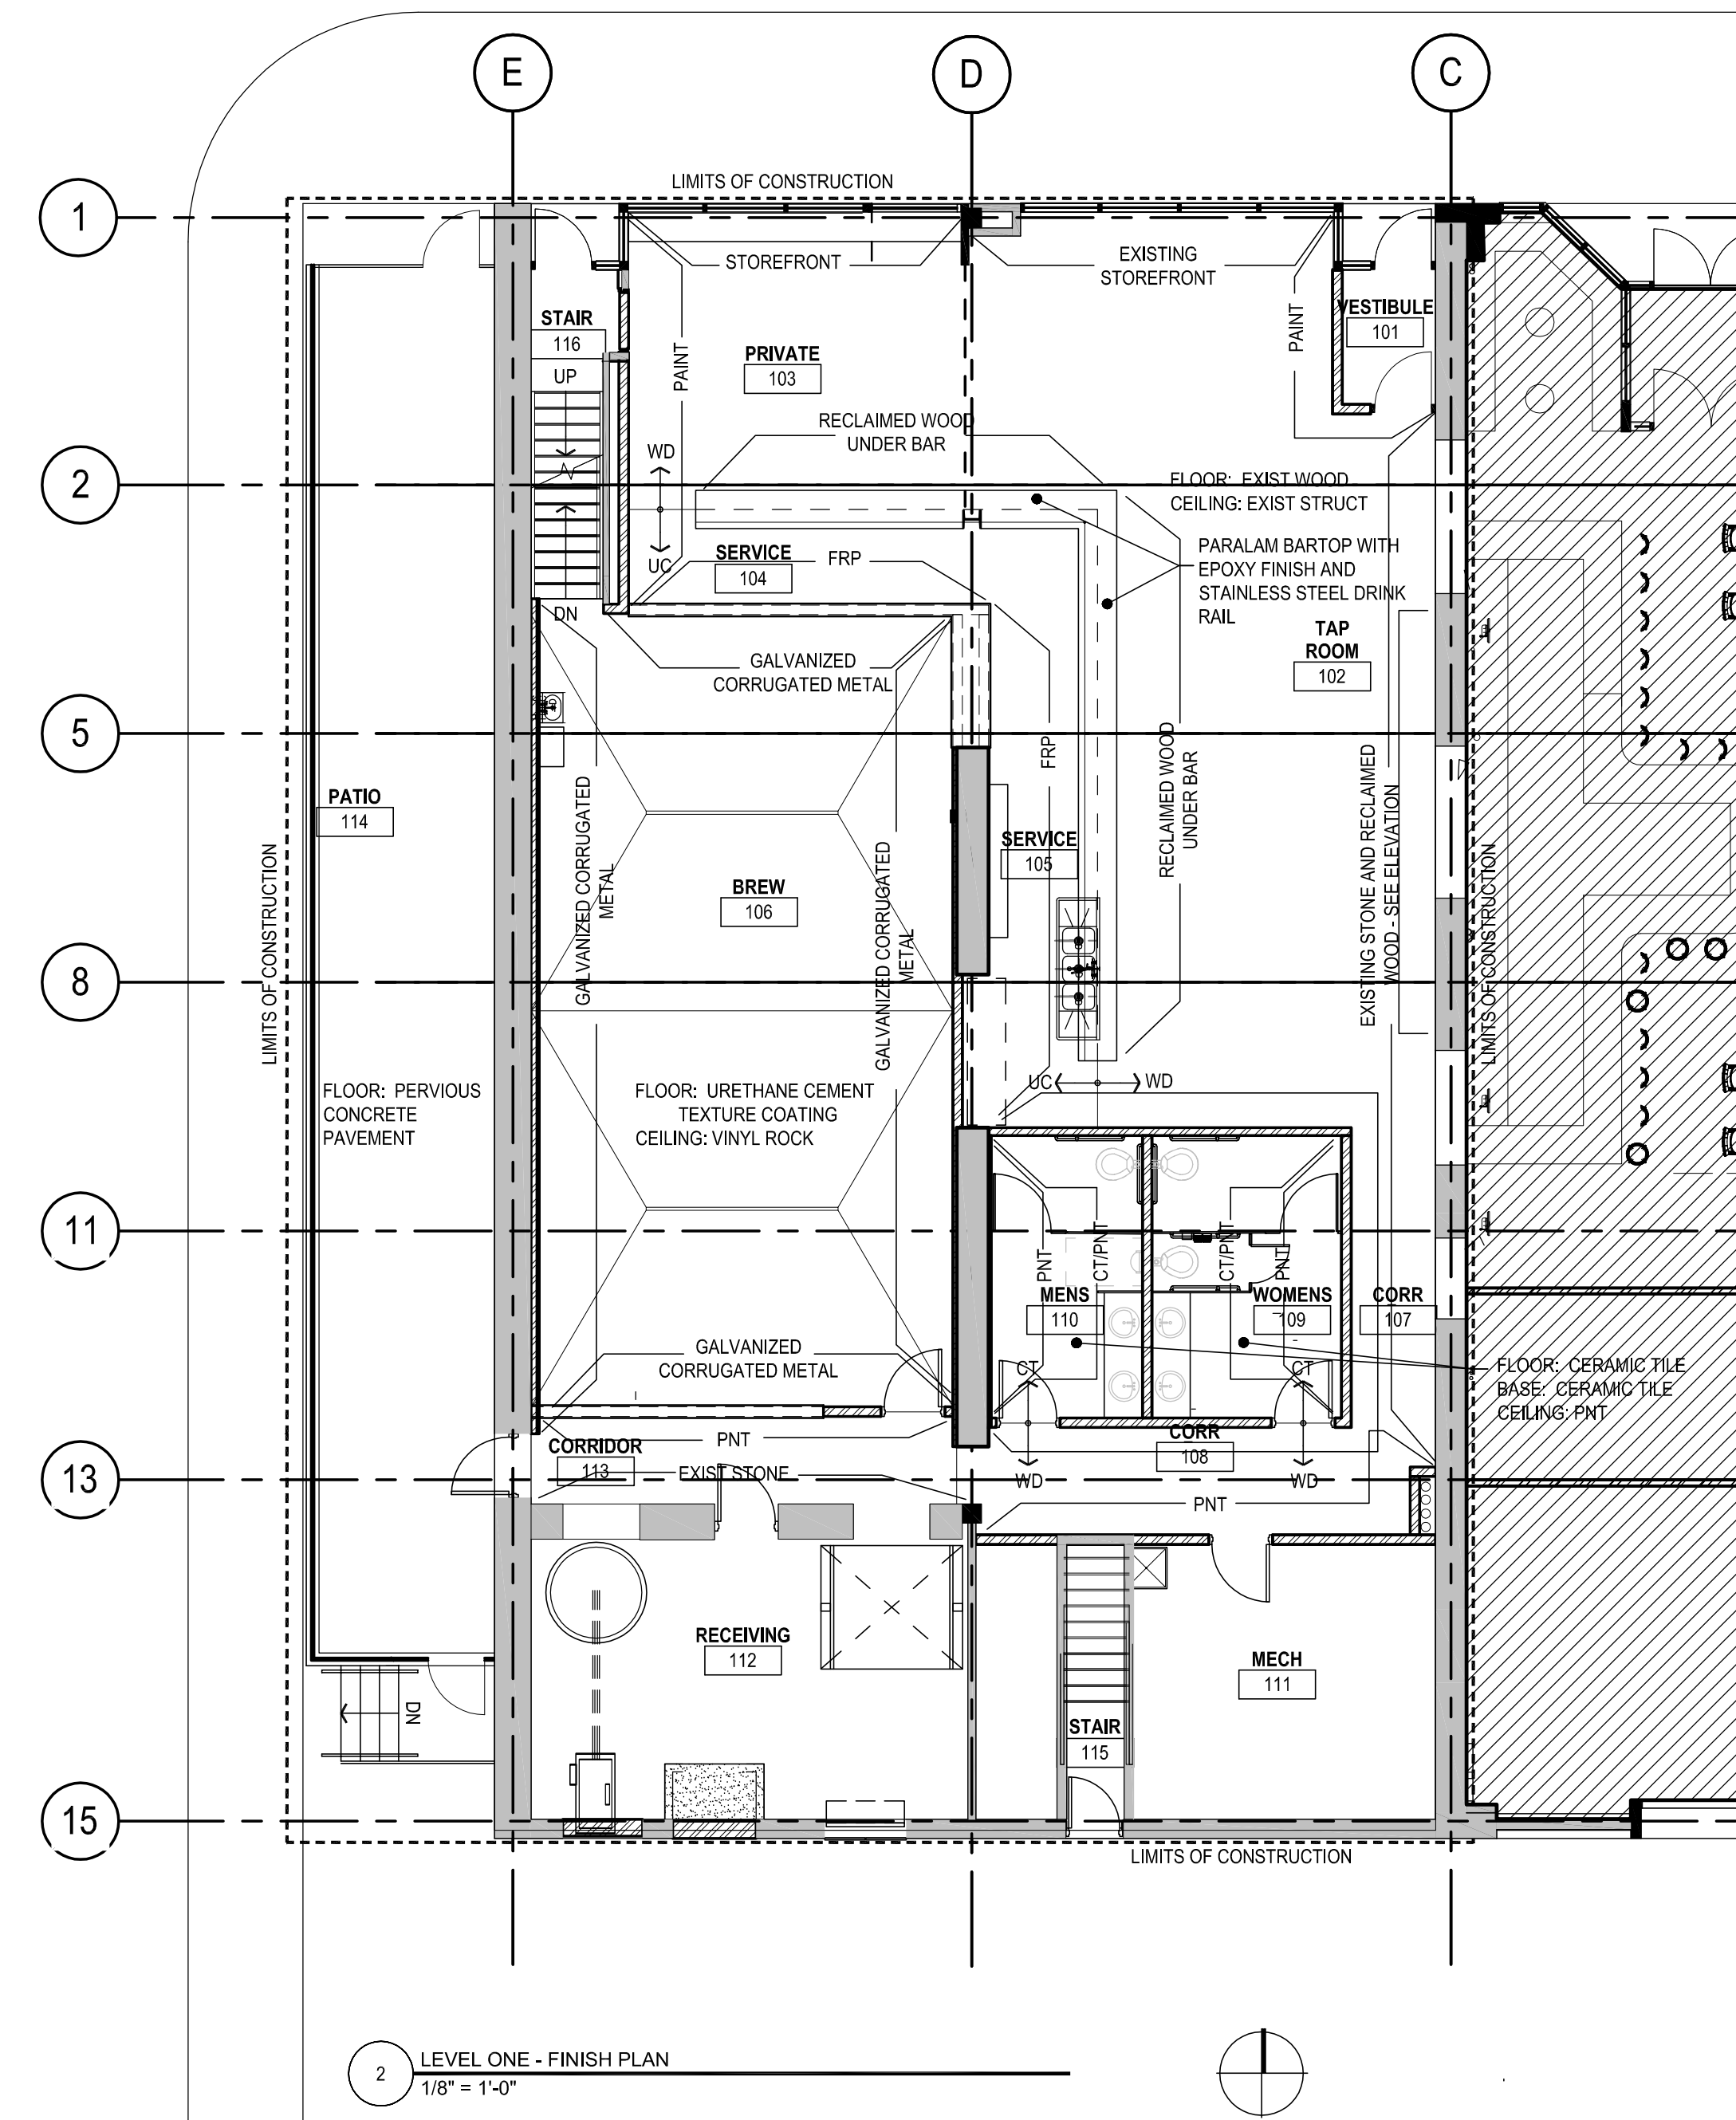 E
D
C
1
LIMITS OF CONSTRUCTION
STOREFRONT
EXISTING
STOREFRONT
STAIR
116
UP
PAINT
PRIVATE
103
PAINT
VESTIBULE
101
RECLAIMED WOOD
UNDER BAR
WD
2
FLOOR: EXIST WOOD
CEILING: EXIST STRUCT
UC
SERVICE
104
FRP
PARALAM BARTOP WITH
EPOXY FINISH AND
STAINLESS STEEL DRINK
RAIL
DN
TAP
ROOM
102
GALVANIZED
CORRUGATED METAL
5
FRP
RECLAIMED WOOD
UNDER BAR
PATIO
114
GALVANIZED CORRUGATED
METAL
SERVICE
105
BREW
106
GALVANIZED CORRUGATED
METAL
EXISTING STONE AND RECLAIMED
WOOD - SEE ELEVATION
LIMITS OF CONSTRUCTION
LIMITS OF CONSTRUCTION
8
FLOOR: PERVIOUS
CONCRETE
PAVEMENT
FLOOR: URETHANE CEMENT
TEXTURE COATING
CEILING: VINYL ROCK
UC
WD
11
PNT
CT/PNT
CT/PNT
PNT
MENS
110
WOMENS
109
CORR
107
GALVANIZED
CORRUGATED METAL
CT
CT
FLOOR: CERAMIC TILE
BASE: CERAMIC TILE
CEILING: PNT
PNT
CORRIDOR
113
EXIST STONE
CORR
108
13
WD
WD
PNT
RECEIVING
112
MECH
111
DN
STAIR
115
15
LIMITS OF CONSTRUCTION
2
LEVEL ONE - FINISH PLAN
1/8" = 1'-0"